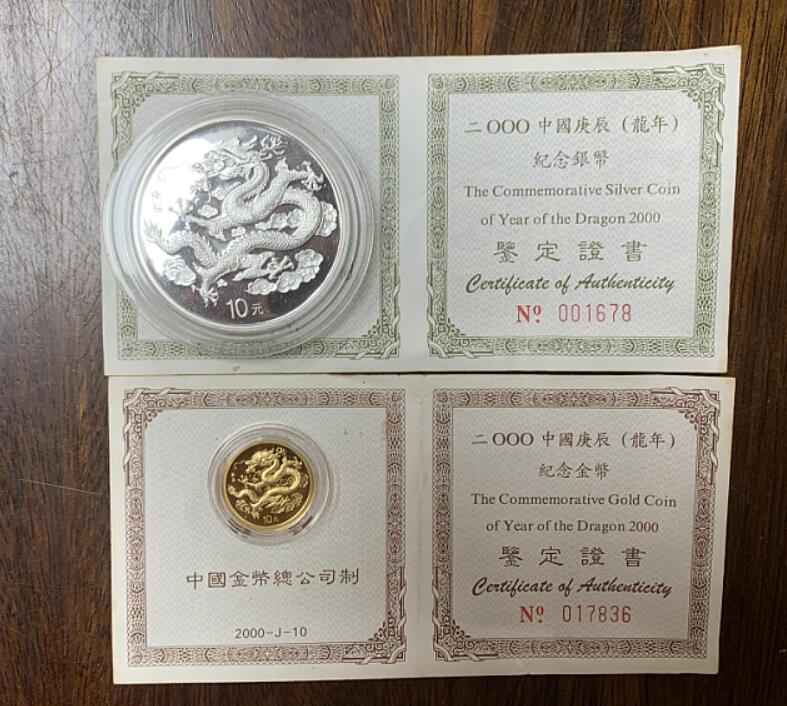 庚辰
10元
二OOO 中國庚辰（龍年）
紀念銀幣
The Commemorative Silver Coin
of Year of the Dragon 2000
鑒定證書
Certificate of Authenticity
Nº 001678
10元
中國金幣總公司制
2000-J-10
二OOO 中國庚辰（龍年）
紀念金幣
The Commemorative Gold Coin
of Year of the Dragon 2000
鑒定證書
Certificate of Authenticity
Nº 017836